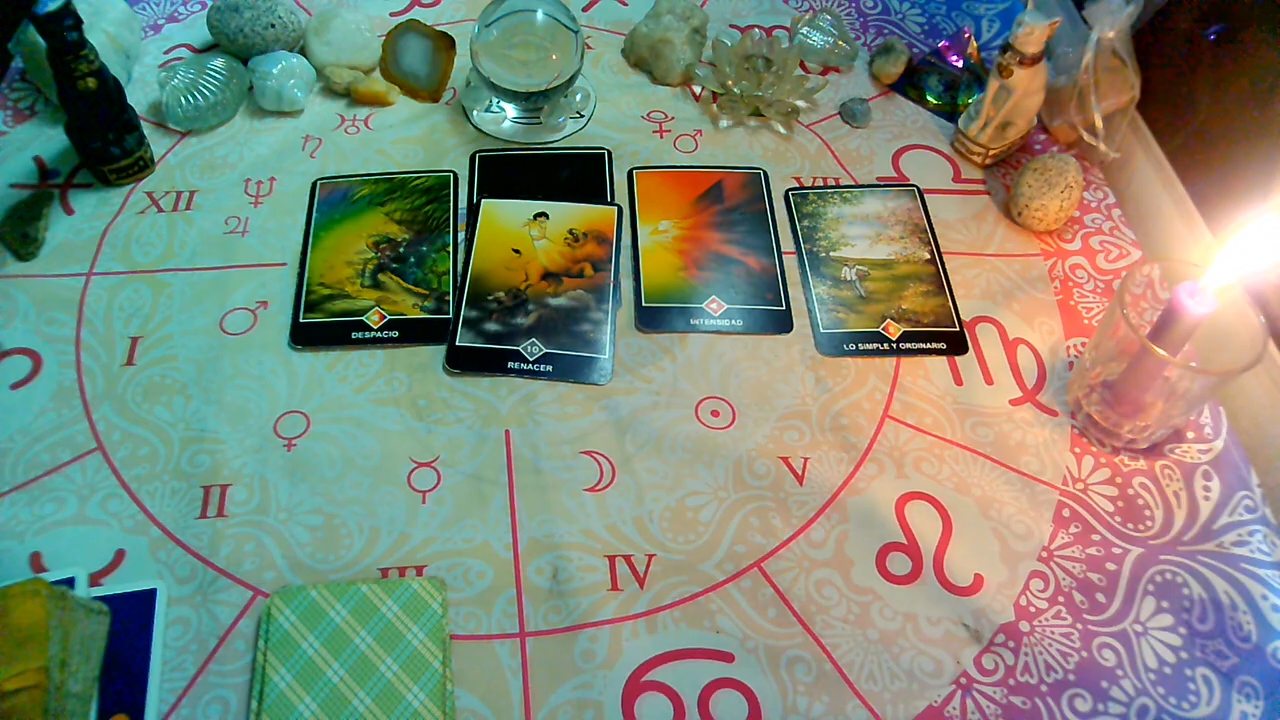 XII
VII
DESPACIO
10
RENACER
INTENSIDAD
LO SIMPLE Y ORDINARIO
I
II
III
IV
V